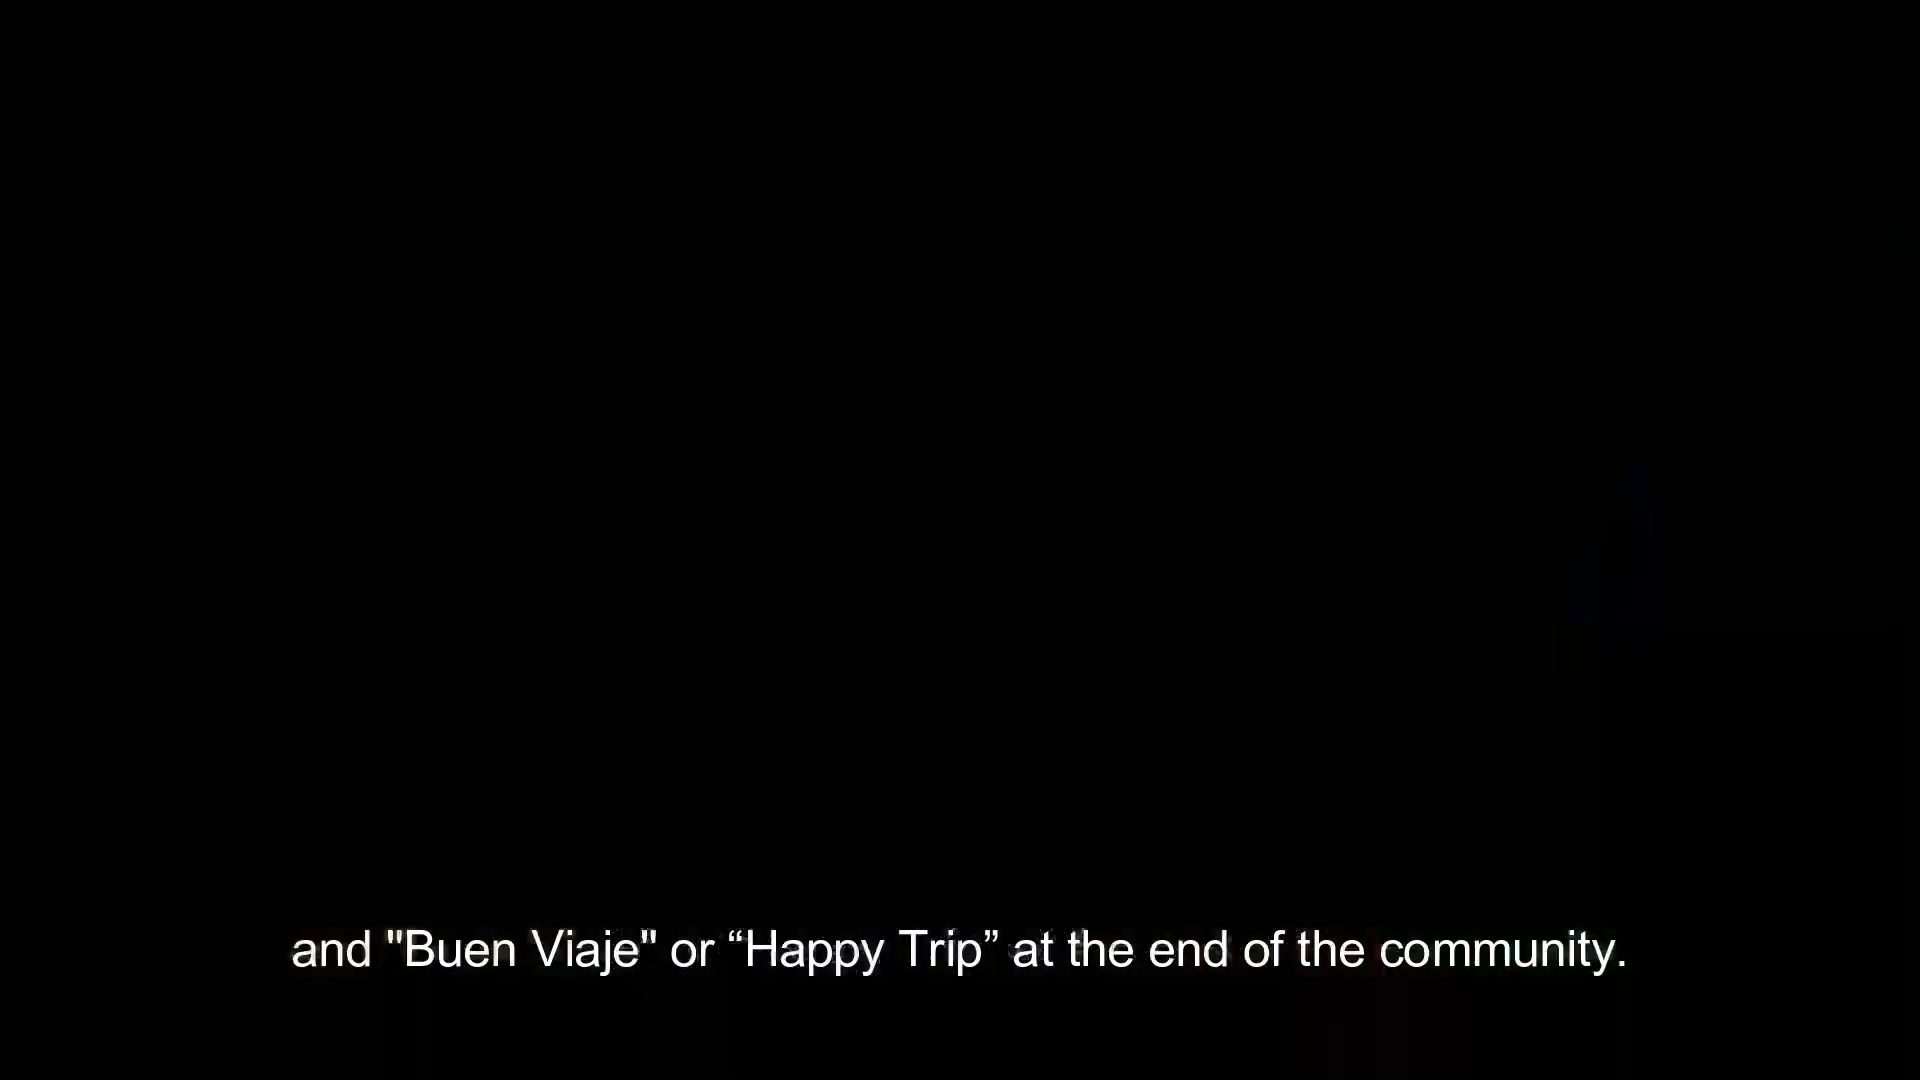 and "Buen Viaje" or “Happy Trip” at the end of the community.